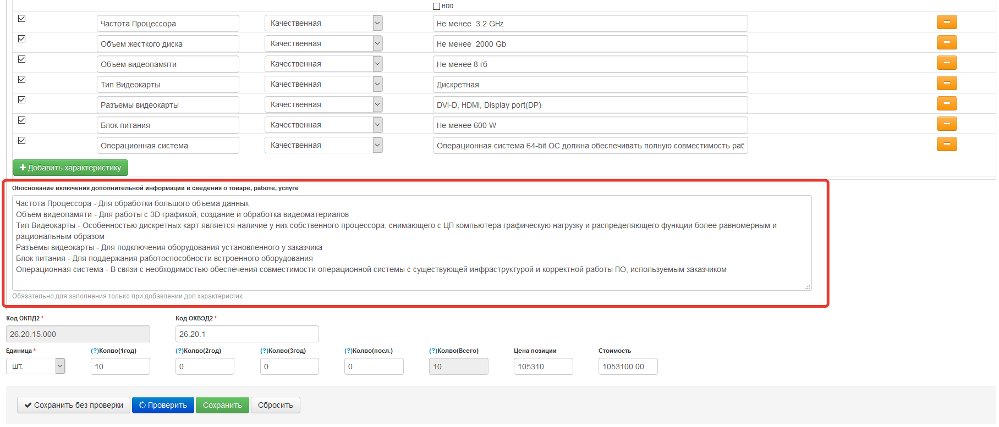 HDD
Частота Процессора Качественная Не менее  3.2 GHz
Объем жесткого диска Качественная Не менее  2000 Gb
Объем видеопамяти Качественная Не менее 8 гб
Тип Видеокарты Качественная Дискретная
Разъемы видеокарты Качественная DVI-D, HDMI, Display port(DP)
Блок питания Качественная Не менее 600 W
Операционная система Качественная Операционная система 64-bit ОС должна обеспечивать полную совместимость раб
Добавить характеристику
Обоснование включения дополнительной информации в сведения о товаре, работе, услуге
Частота Процессора - Для обработки большого объема данных
Объем видеопамяти - Для работы с 3D графикой, создание и обработка видеоматериалов
Тип Видеокарты - Особенностью дискретных карт является наличие у них собственного процессора, снимающего с ЦП компьютера графическую нагрузку и распределяющего функции более равномерным и
рациональным образом
Разъемы видеокарты - Для подключения оборудования установленного у заказчика
Блок питания - Для поддержания работоспособности встроенного оборудования
Операционная система - В связи с необходимостью обеспечения совместимости операционной системы с существующей инфраструктурой и корректной работы ПО, используемым заказчиком
Обязательно для заполнения только при добавлении доп характеристик
Код ОКПД2 * Код ОКВЭД2 *
26.20.15.000 26.20.1
Единица * (?)Колво(1год) (?)Колво(2год) (?)Колво(3год) (?)Колво(посл.) (?)Колво(Всего) Цена позиции Стоимость
шт. 10 0 0 0 10 105310 1053100.00
Сохранить без проверки Проверить Сохранить Сбросить